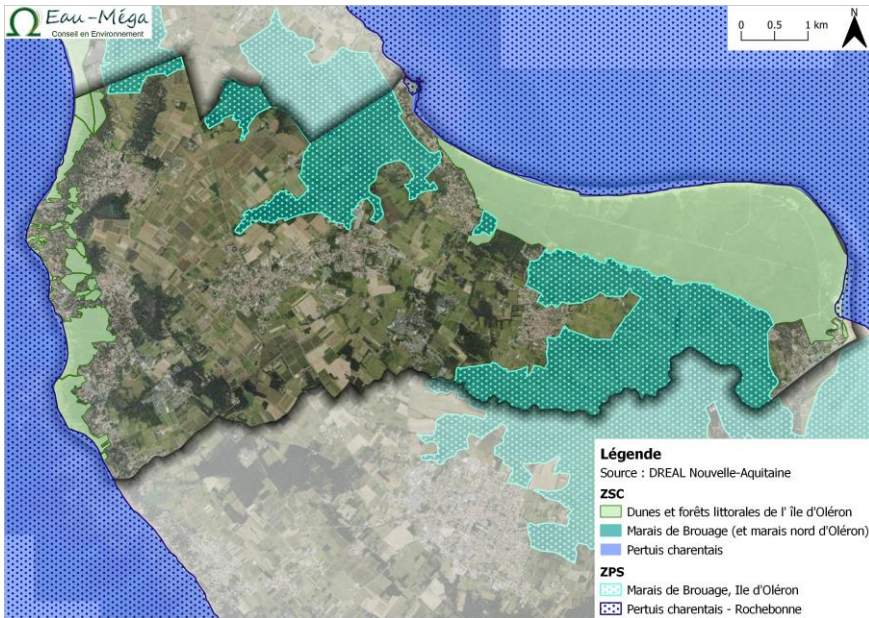 Eau-Méga
Conseil en Environnement
0 0.5 1 km
N
Légende
Source : DREAL Nouvelle-Aquitaine
ZSC
Dunes et forêts littorales de l' île d'Oléron
Marais de Brouage (et marais nord d'Oléron)
Pertuis charentais
ZPS
Marais de Brouage, Ile d'Oléron
Pertuis charentais - Rochebonne